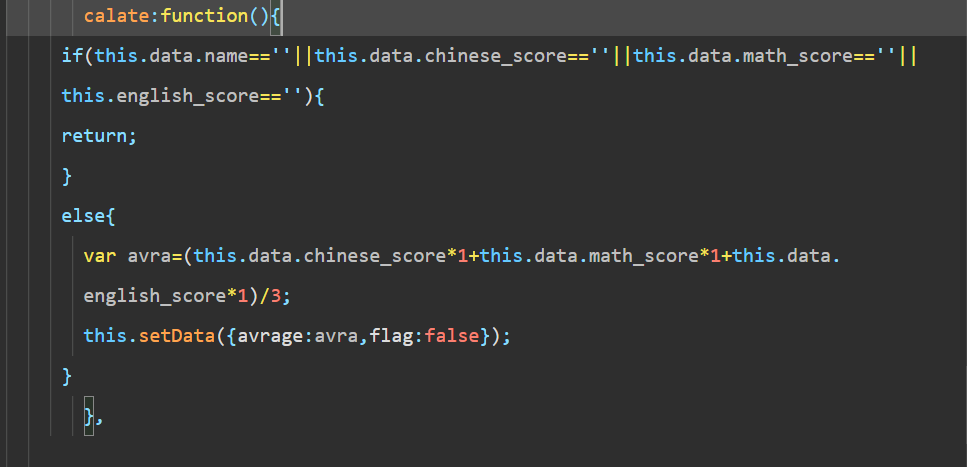 calate:function(){
if(this.data.name==''||this.data.chinese_score==''||this.data.math_score==''||
this.english_score==''){
return;
}
else{
var avra=(this.data.chinese_score*1+this.data.math_score*1+this.data.
english_score*1)/3;
this.setData({avrage:avra,flag:false});
}
},